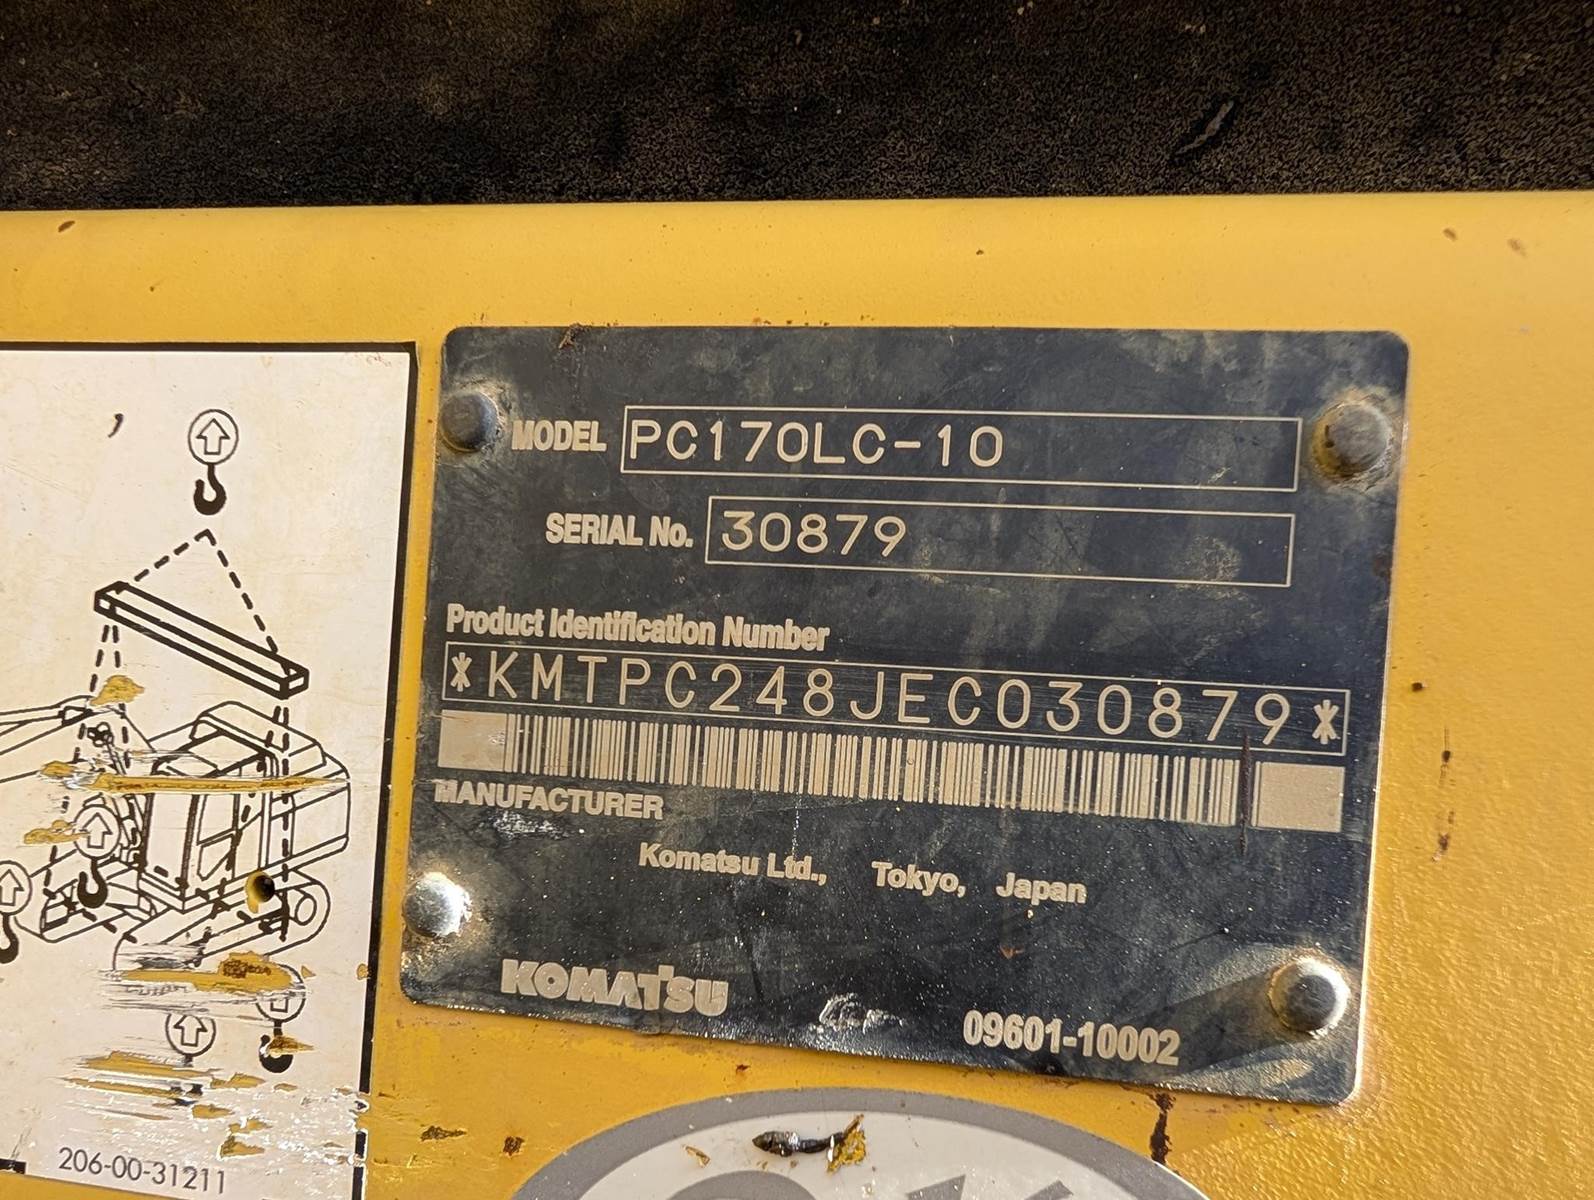 MODEL PC170LC-10
SERIAL No. 30879
Product Identification Number
*KMTPC248JEC030879*
MANUFACTURER
Komatsu Ltd., Tokyo, Japan
KOMATSU
09601-10002
206-00-31211